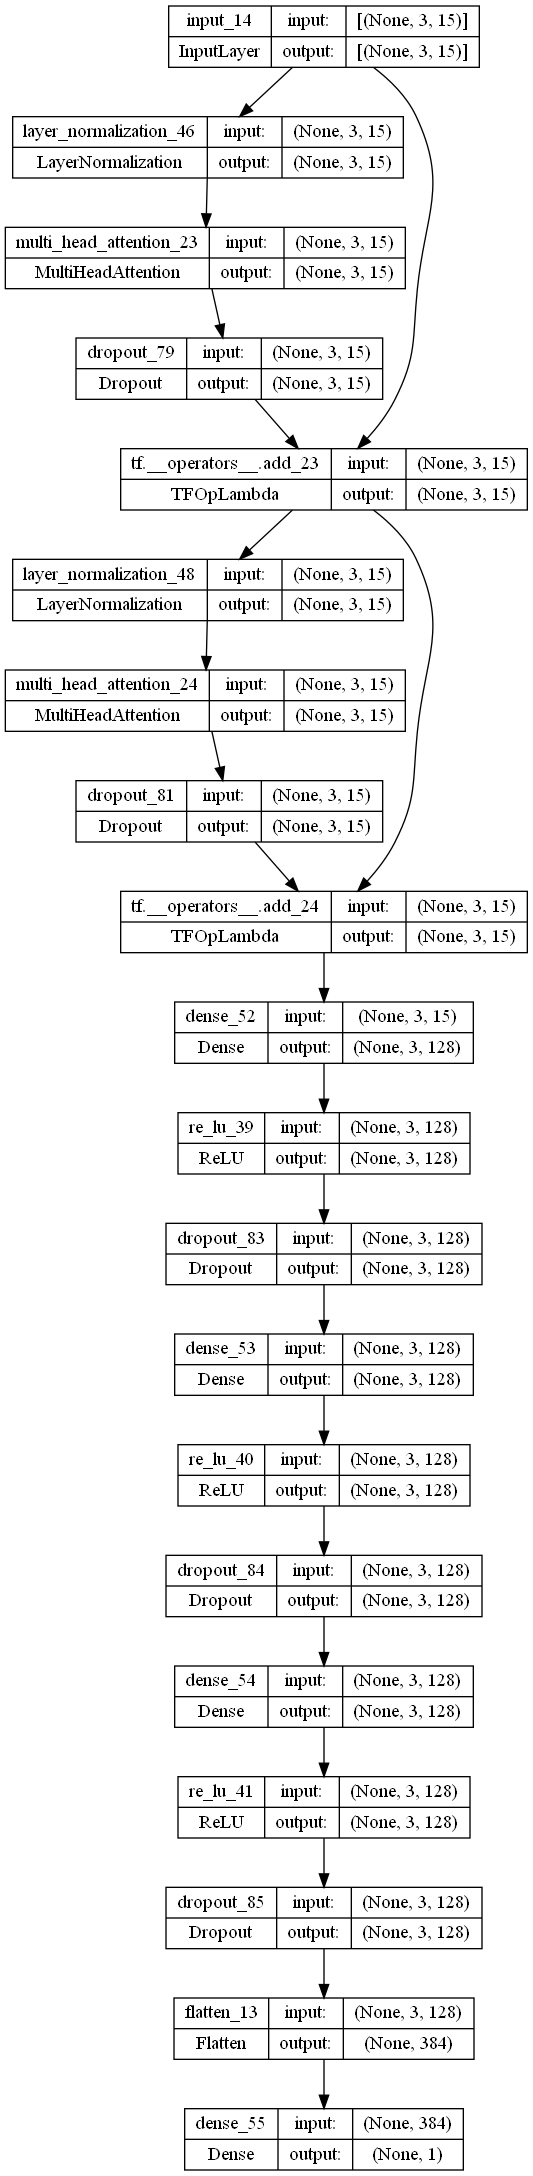 input_14 input: [(None, 3, 15)]
InputLayer output: [(None, 3, 15)]
layer_normalization_46 input: (None, 3, 15)
LayerNormalization output: (None, 3, 15)
multi_head_attention_23 input: (None, 3, 15)
MultiHeadAttention output: (None, 3, 15)
dropout_79 input: (None, 3, 15)
Dropout output: (None, 3, 15)
tf.__operators__.add_23 input: (None, 3, 15)
TFOpLambda output: (None, 3, 15)
layer_normalization_48 input: (None, 3, 15)
LayerNormalization output: (None, 3, 15)
multi_head_attention_24 input: (None, 3, 15)
MultiHeadAttention output: (None, 3, 15)
dropout_81 input: (None, 3, 15)
Dropout output: (None, 3, 15)
tf.__operators__.add_24 input: (None, 3, 15)
TFOpLambda output: (None, 3, 15)
dense_52 input: (None, 3, 15)
Dense output: (None, 3, 128)
re_lu_39 input: (None, 3, 128)
ReLU output: (None, 3, 128)
dropout_83 input: (None, 3, 128)
Dropout output: (None, 3, 128)
dense_53 input: (None, 3, 128)
Dense output: (None, 3, 128)
re_lu_40 input: (None, 3, 128)
ReLU output: (None, 3, 128)
dropout_84 input: (None, 3, 128)
Dropout output: (None, 3, 128)
dense_54 input: (None, 3, 128)
Dense output: (None, 3, 128)
re_lu_41 input: (None, 3, 128)
ReLU output: (None, 3, 128)
dropout_85 input: (None, 3, 128)
Dropout output: (None, 3, 128)
flatten_13 input: (None, 3, 128)
Flatten output: (None, 384)
dense_55 input: (None, 384)
Dense output: (None, 1)